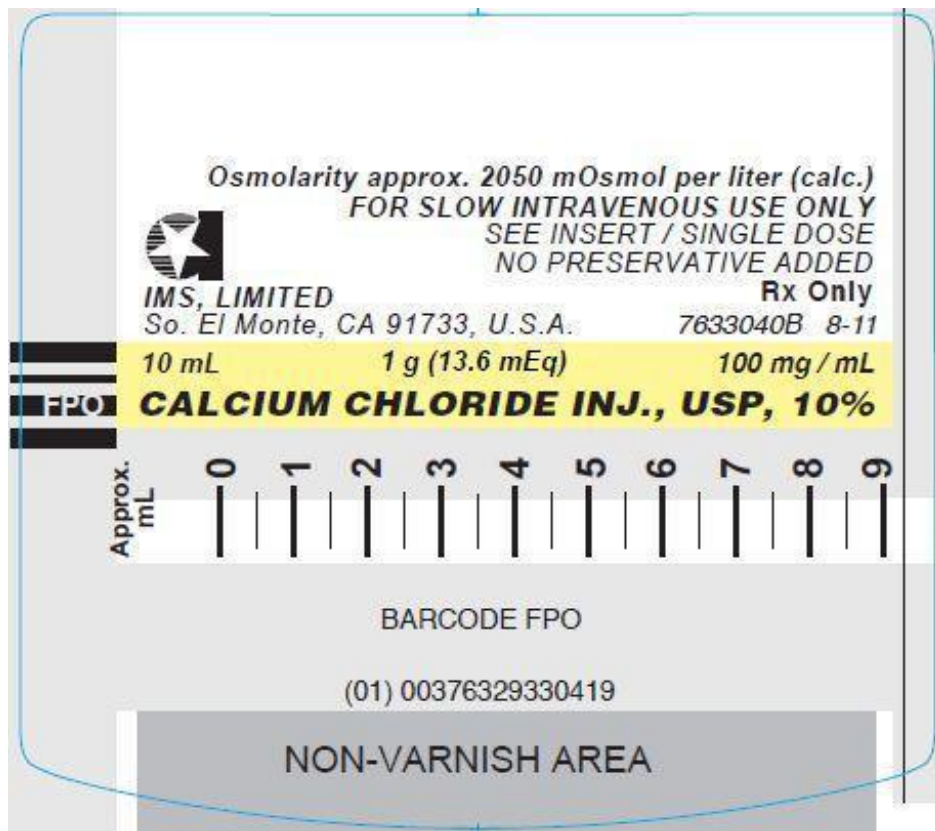 Osmolarity approx. 2050 mOsmol per liter (calc.)
FOR SLOW INTRAVENOUS USE ONLY
SEE INSERT / SINGLE DOSE
NO PRESERVATIVE ADDED
Rx Only
IMS, LIMITED
So. El Monte, CA 91733, U.S.A. 7633040B 8-11
10 mL 1 g (13.6 mEq) 100 mg / mL
FPO CALCIUM CHLORIDE INJ., USP, 10%
Approx.
mL
0 1 2 3 4 5 6 7 8 9
BARCODE FPO
(01) 00376329330419
NON-VARNISH AREA